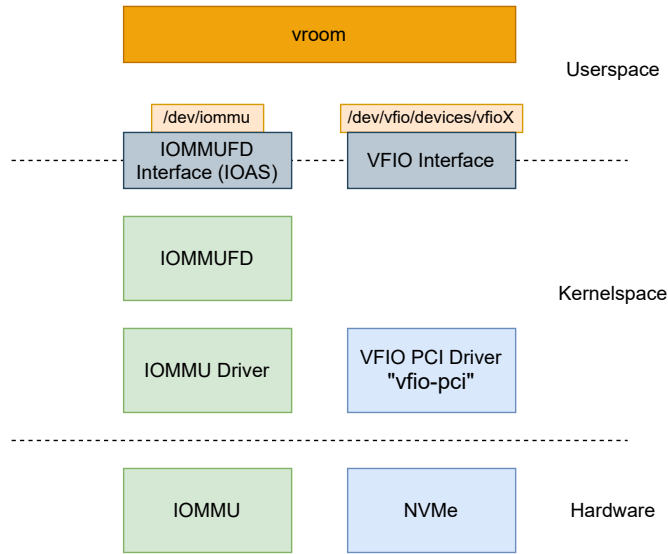 vroom
Userspace
/dev/iommu
/dev/vfio/devices/vfioX
IOMMUFD
Interface (IOAS)
VFIO Interface
IOMMUFD
Kernelspace
IOMMU Driver
VFIO PCI Driver
"vfio-pci"
IOMMU
NVMe
Hardware